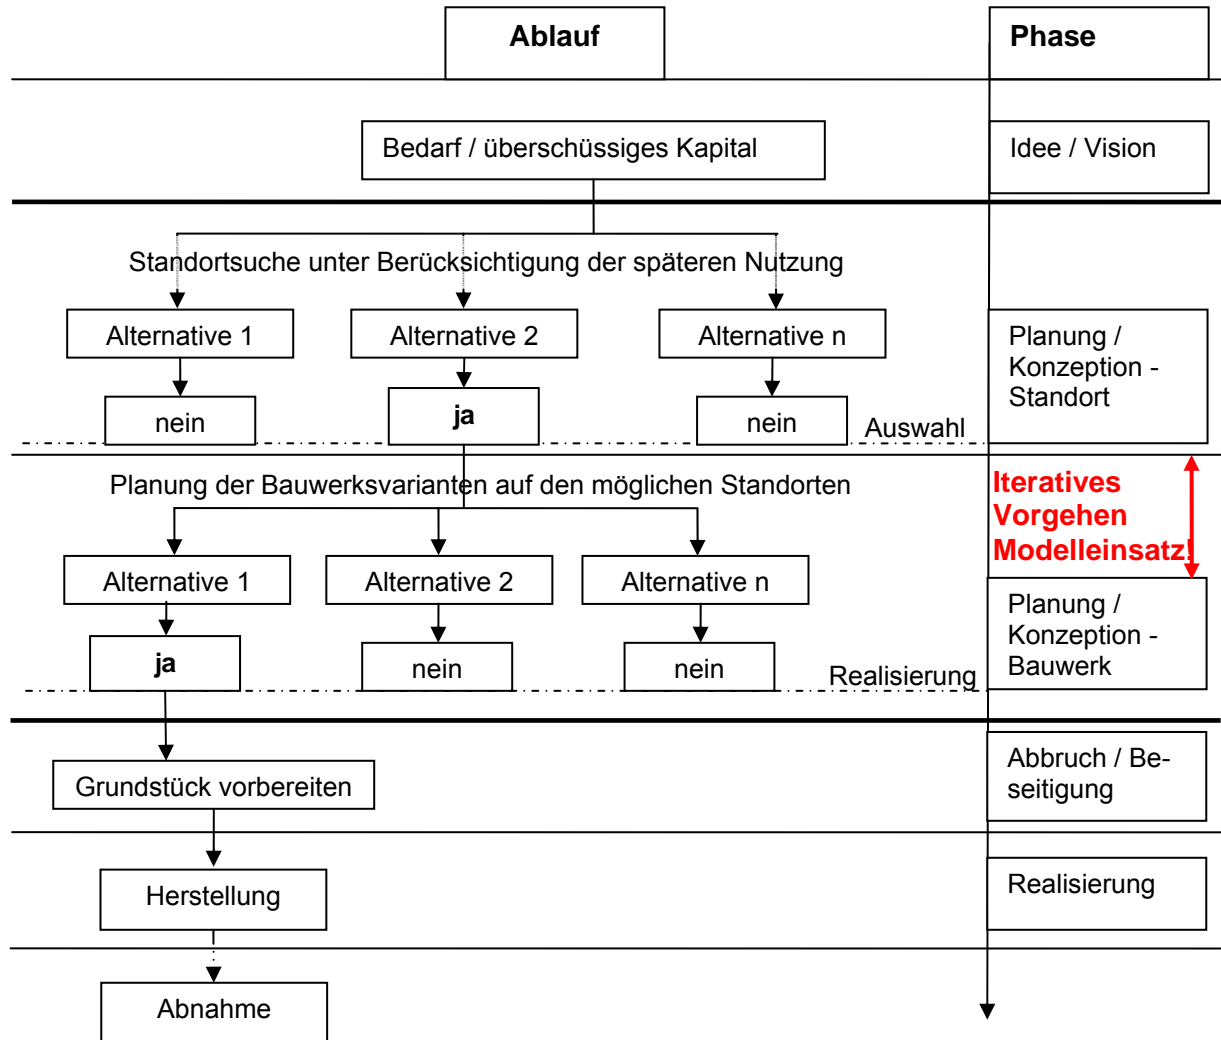 Ablauf
Phase
Bedarf / überschüssiges Kapital
Idee / Vision
Standortsuche unter Berücksichtigung der späteren Nutzung
Alternative 1
Alternative 2
Alternative n
Planung /
Konzeption -
Standort
nein
ja
nein
Auswahl
Planung der Bauwerksvarianten auf den möglichen Standorten
Iteratives
Vorgehen
Modelleinsatz!
Alternative 1
Alternative 2
Alternative n
Planung /
Konzeption -
Bauwerk
ja
nein
nein
Realisierung
Grundstück vorbereiten
Abbruch / Be-
seitigung
Herstellung
Realisierung
Abnahme